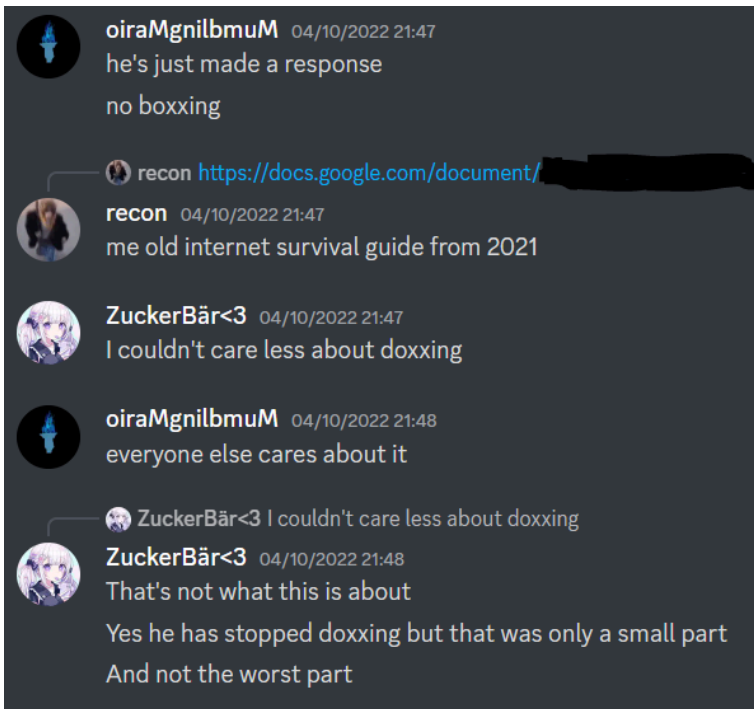 oiraMgnilbmuM 04/10/2022 21:47
he's just made a response
no boxxing
recon https://docs.google.com/document/
recon 04/10/2022 21:47
me old internet survival guide from 2021
ZuckerBär<3 04/10/2022 21:47
I couldn't care less about doxxing
oiraMgnilbmuM 04/10/2022 21:48
everyone else cares about it
ZuckerBär<3 I couldn't care less about doxxing
ZuckerBär<3 04/10/2022 21:48
That's not what this is about
Yes he has stopped doxxing but that was only a small part
And not the worst part